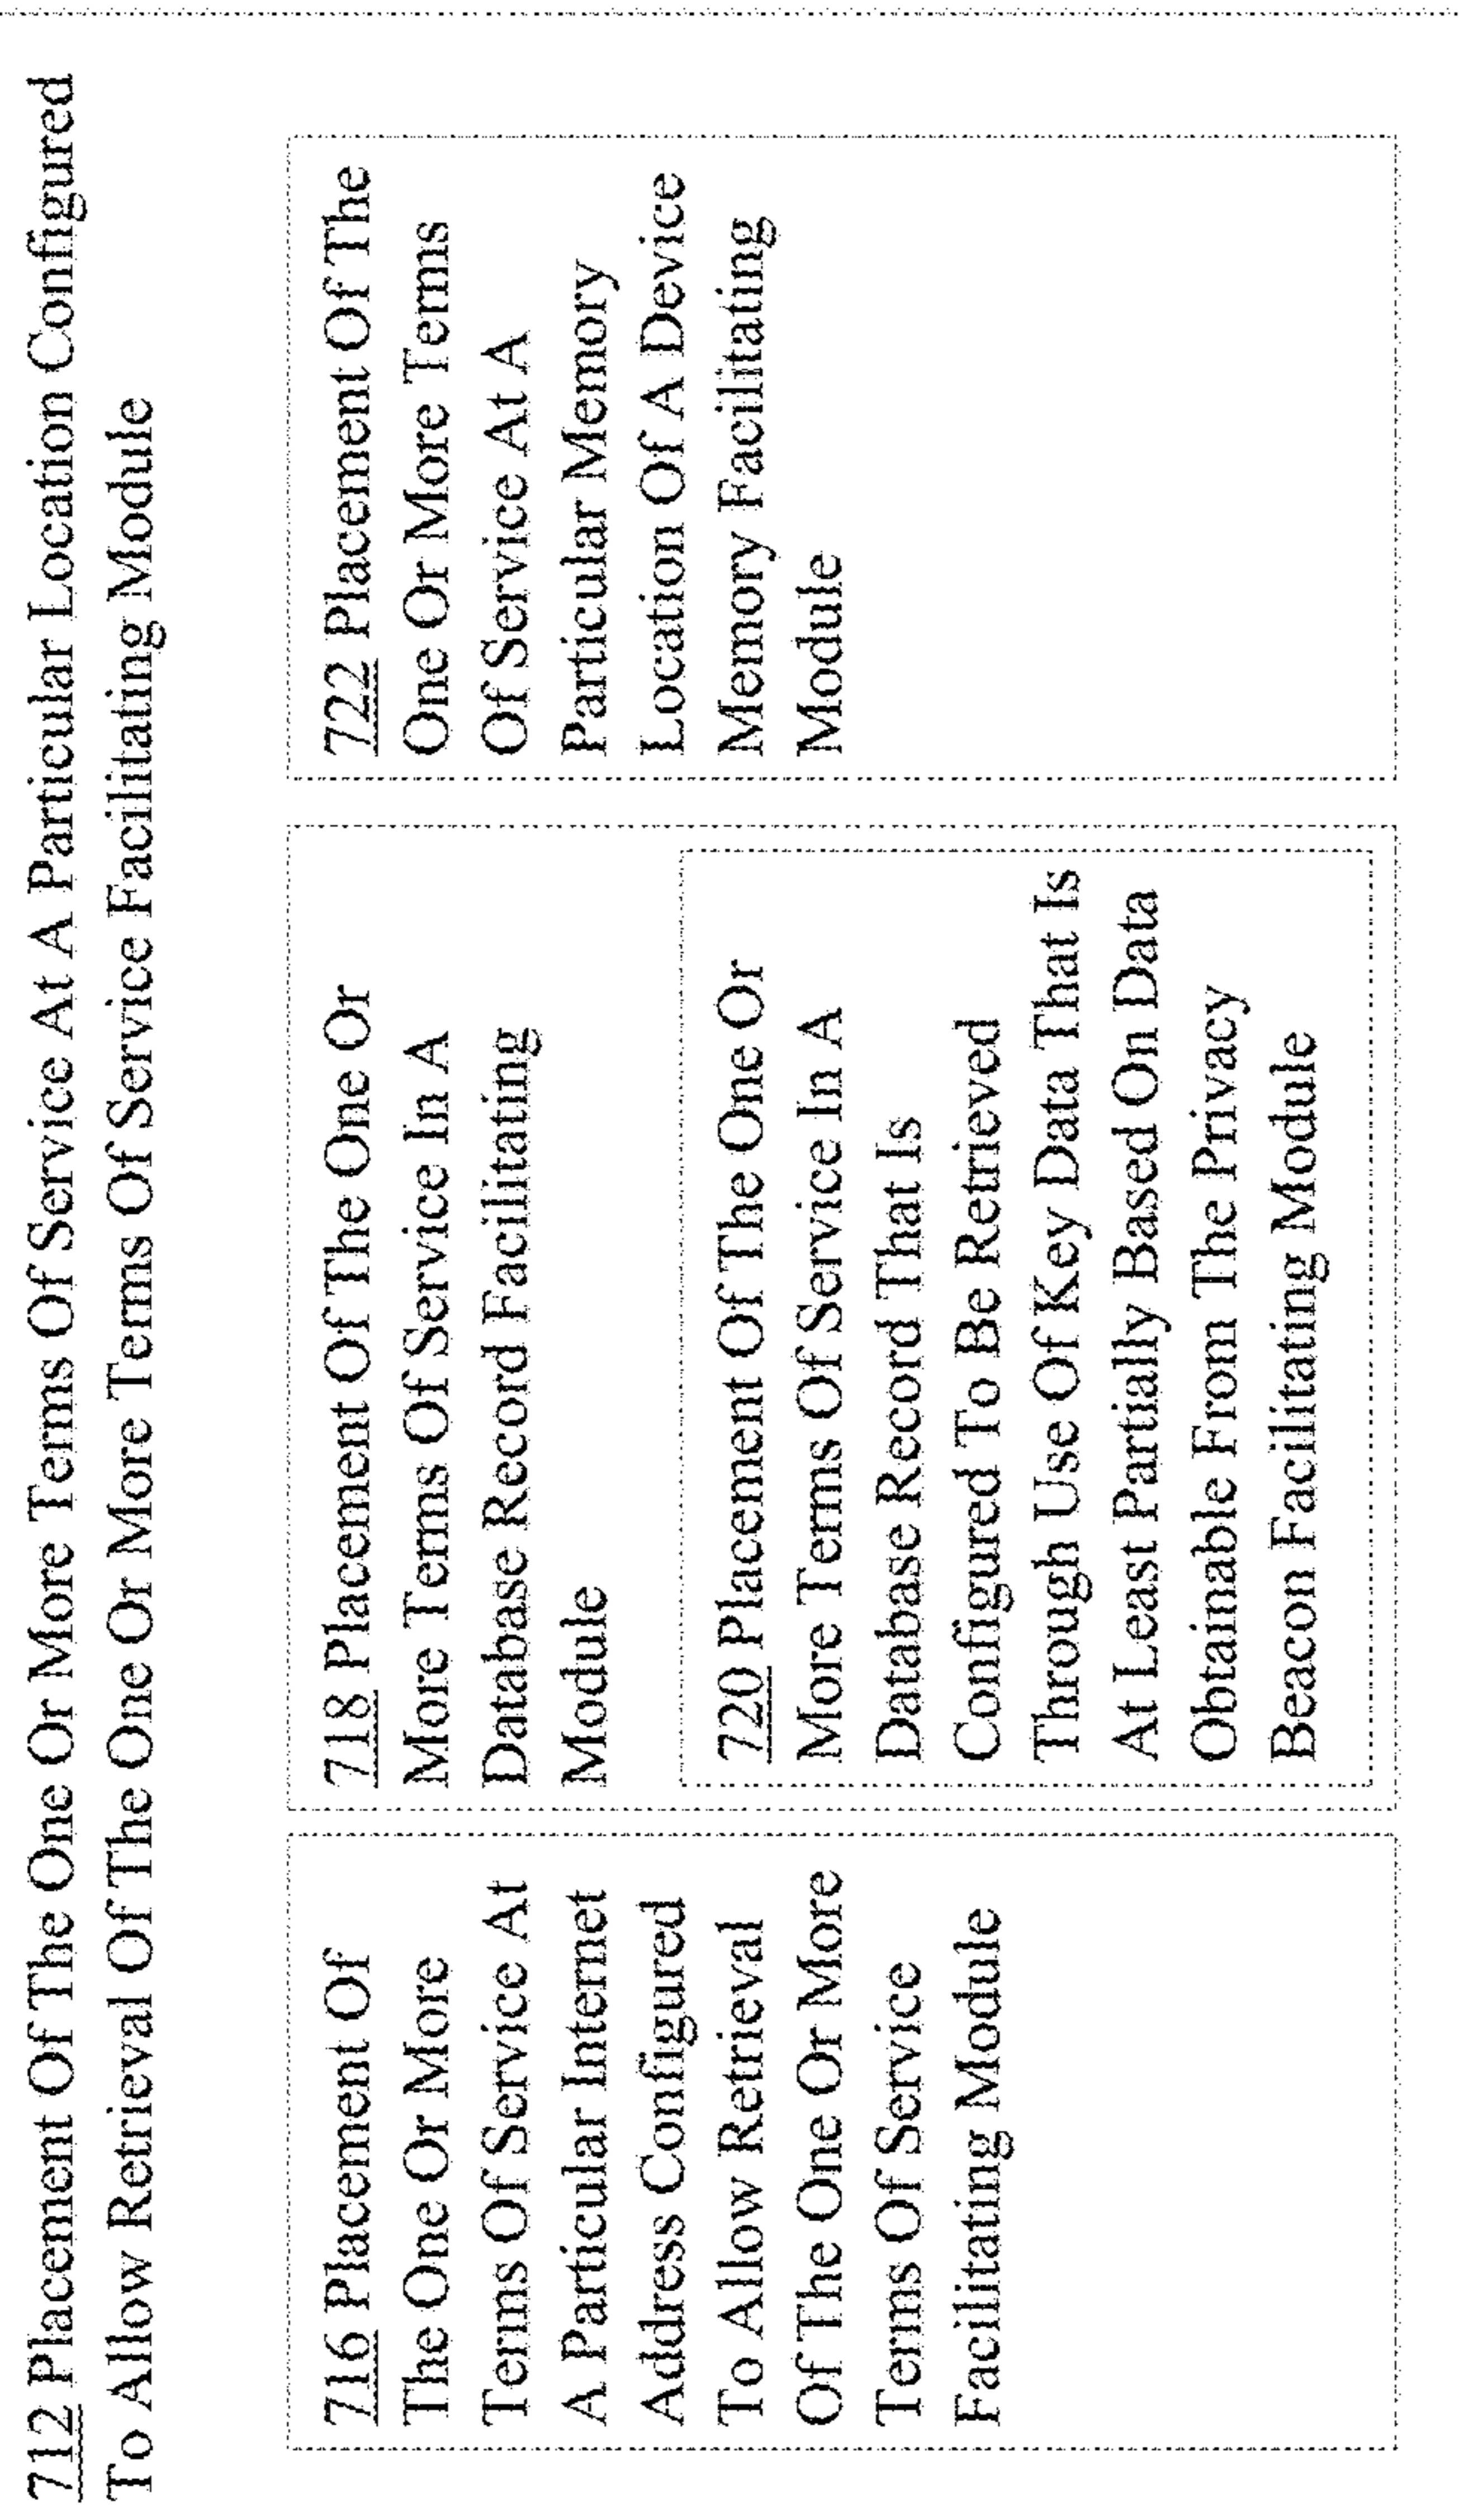 712 Placement Of The One Or More Terms Of Service At A Particular Location Configured
To Allow Retrieval Of The One Or More Terms Of Service Facilitating Module
716 Placement Of
The One Or More
Terms Of Service At
A Particular Internet
Address Configured
To Allow Retrieval
Of The One Or More
Terms Of Service
Facilitating Module
718 Placement Of The One Or
More Terms Of Service In A
Database Record Facilitating
Module
720 Placement Of The One Or
More Terms Of Service In A
Database Record That Is
Configured To Be Retrieved
Through Use Of Key Data That Is
At Least Partially Based On Data
Obtainable From The Privacy
Beacon Facilitating Module
722 Placement Of The
One Or More Terms
Of Service At A
Particular Memory
Location Of A Device
Memory Facilitating
Module